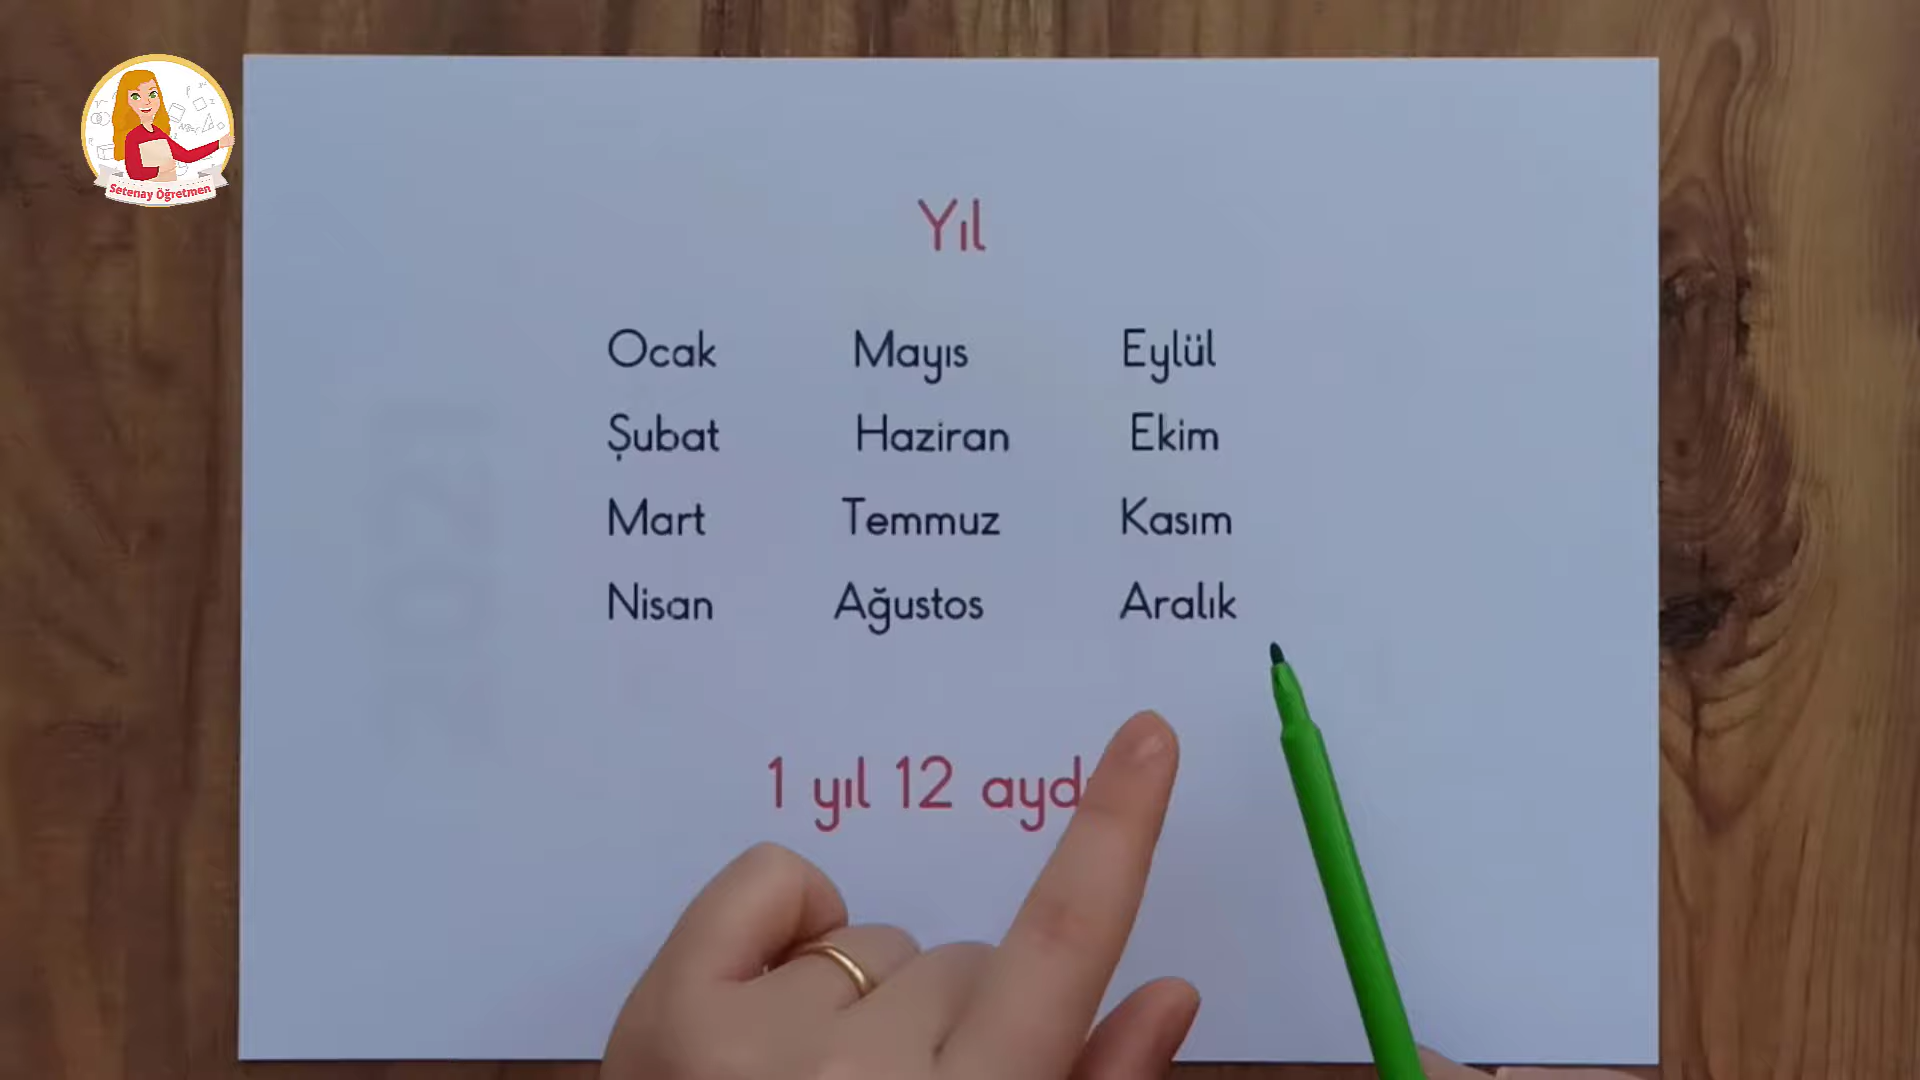 Setenay Öğretmen
Yıl
Ocak Mayıs Eylül
Şubat Haziran Ekim
Mart Temmuz Kasım
Nisan Ağustos Aralık
1 yıl 12